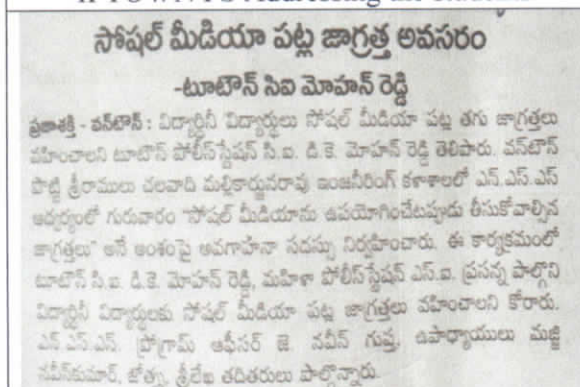 సోషల్ మీడియా పట్ల జాగ్రత్త అవసరం
-టూటౌన్ సిఐ మోహన్ రెడ్డి
ప్రజాశక్తి - వన్‌టౌన్ : విద్యార్థినీ విద్యార్థులు సోషల్ మీడియా పట్ల తగు జాగ్రత్తలు
వహించాలని టూటౌన్ పోలీస్‌స్టేషన్ సి.ఐ. డి.కె. మోహన్ రెడ్డి తెలిపారు. వన్‌టౌన్
పొట్టి శ్రీరాములు చలవాది మల్లికార్జునరావు ఇంజనీరింగ్ కళాశాలలో ఎన్.ఎస్.ఎస్
ఆధ్వర్యంలో గురువారం "సోషల్ మీడియాను ఉపయోగించేటప్పుడు తీసుకోవాల్సిన
జాగ్రత్తలు" అనే అంశంపై అవగాహనా సదస్సు నిర్వహించారు. ఈ కార్యక్రమంలో
టూటౌన్ సి.ఐ. డి.కె. మోహన్ రెడ్డి, మహిళా పోలీస్‌స్టేషన్ ఎస్.ఐ. ప్రసన్న పాల్గొని
విద్యార్థినీ విద్యార్థులకు సోషల్ మీడియా పట్ల జాగ్రత్తలు వహించాలని కోరారు.
ఎన్.ఎస్.ఎస్. ప్రోగ్రామ్ ఆఫీసర్ జె. నవీన్ గుప్త, ఉపాధ్యాయులు మజ్జి
నవీన్‌కుమార్, జోత్స్న, శ్రీలేఖ తదితరులు పాల్గొన్నారు.